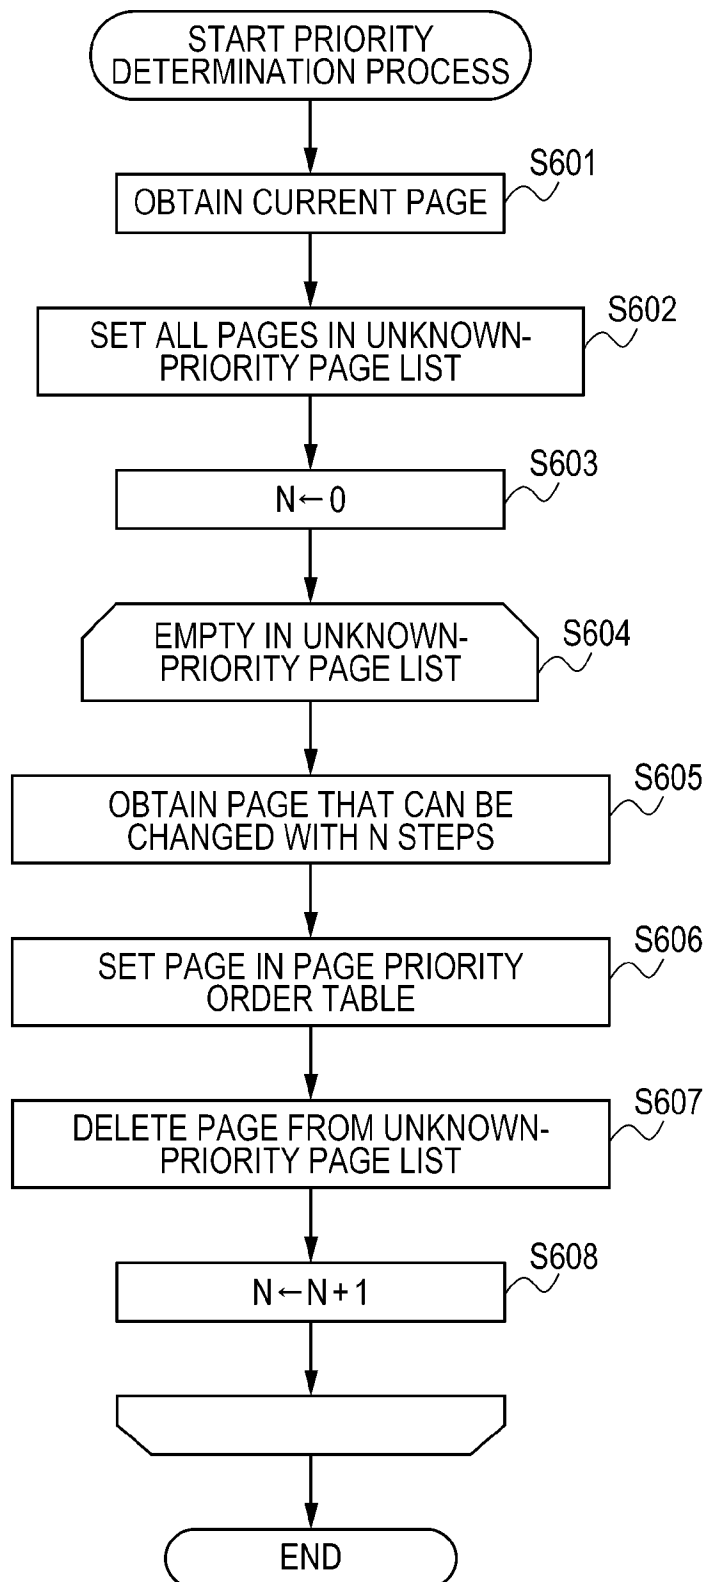 START PRIORITY
DETERMINATION PROCESS
S601
OBTAIN CURRENT PAGE
S602
SET ALL PAGES IN UNKNOWN-
PRIORITY PAGE LIST
S603
N←0
S604
EMPTY IN UNKNOWN-
PRIORITY PAGE LIST
S605
OBTAIN PAGE THAT CAN BE
CHANGED WITH N STEPS
S606
SET PAGE IN PAGE PRIORITY
ORDER TABLE
S607
DELETE PAGE FROM UNKNOWN-
PRIORITY PAGE LIST
S608
N←N+1
END